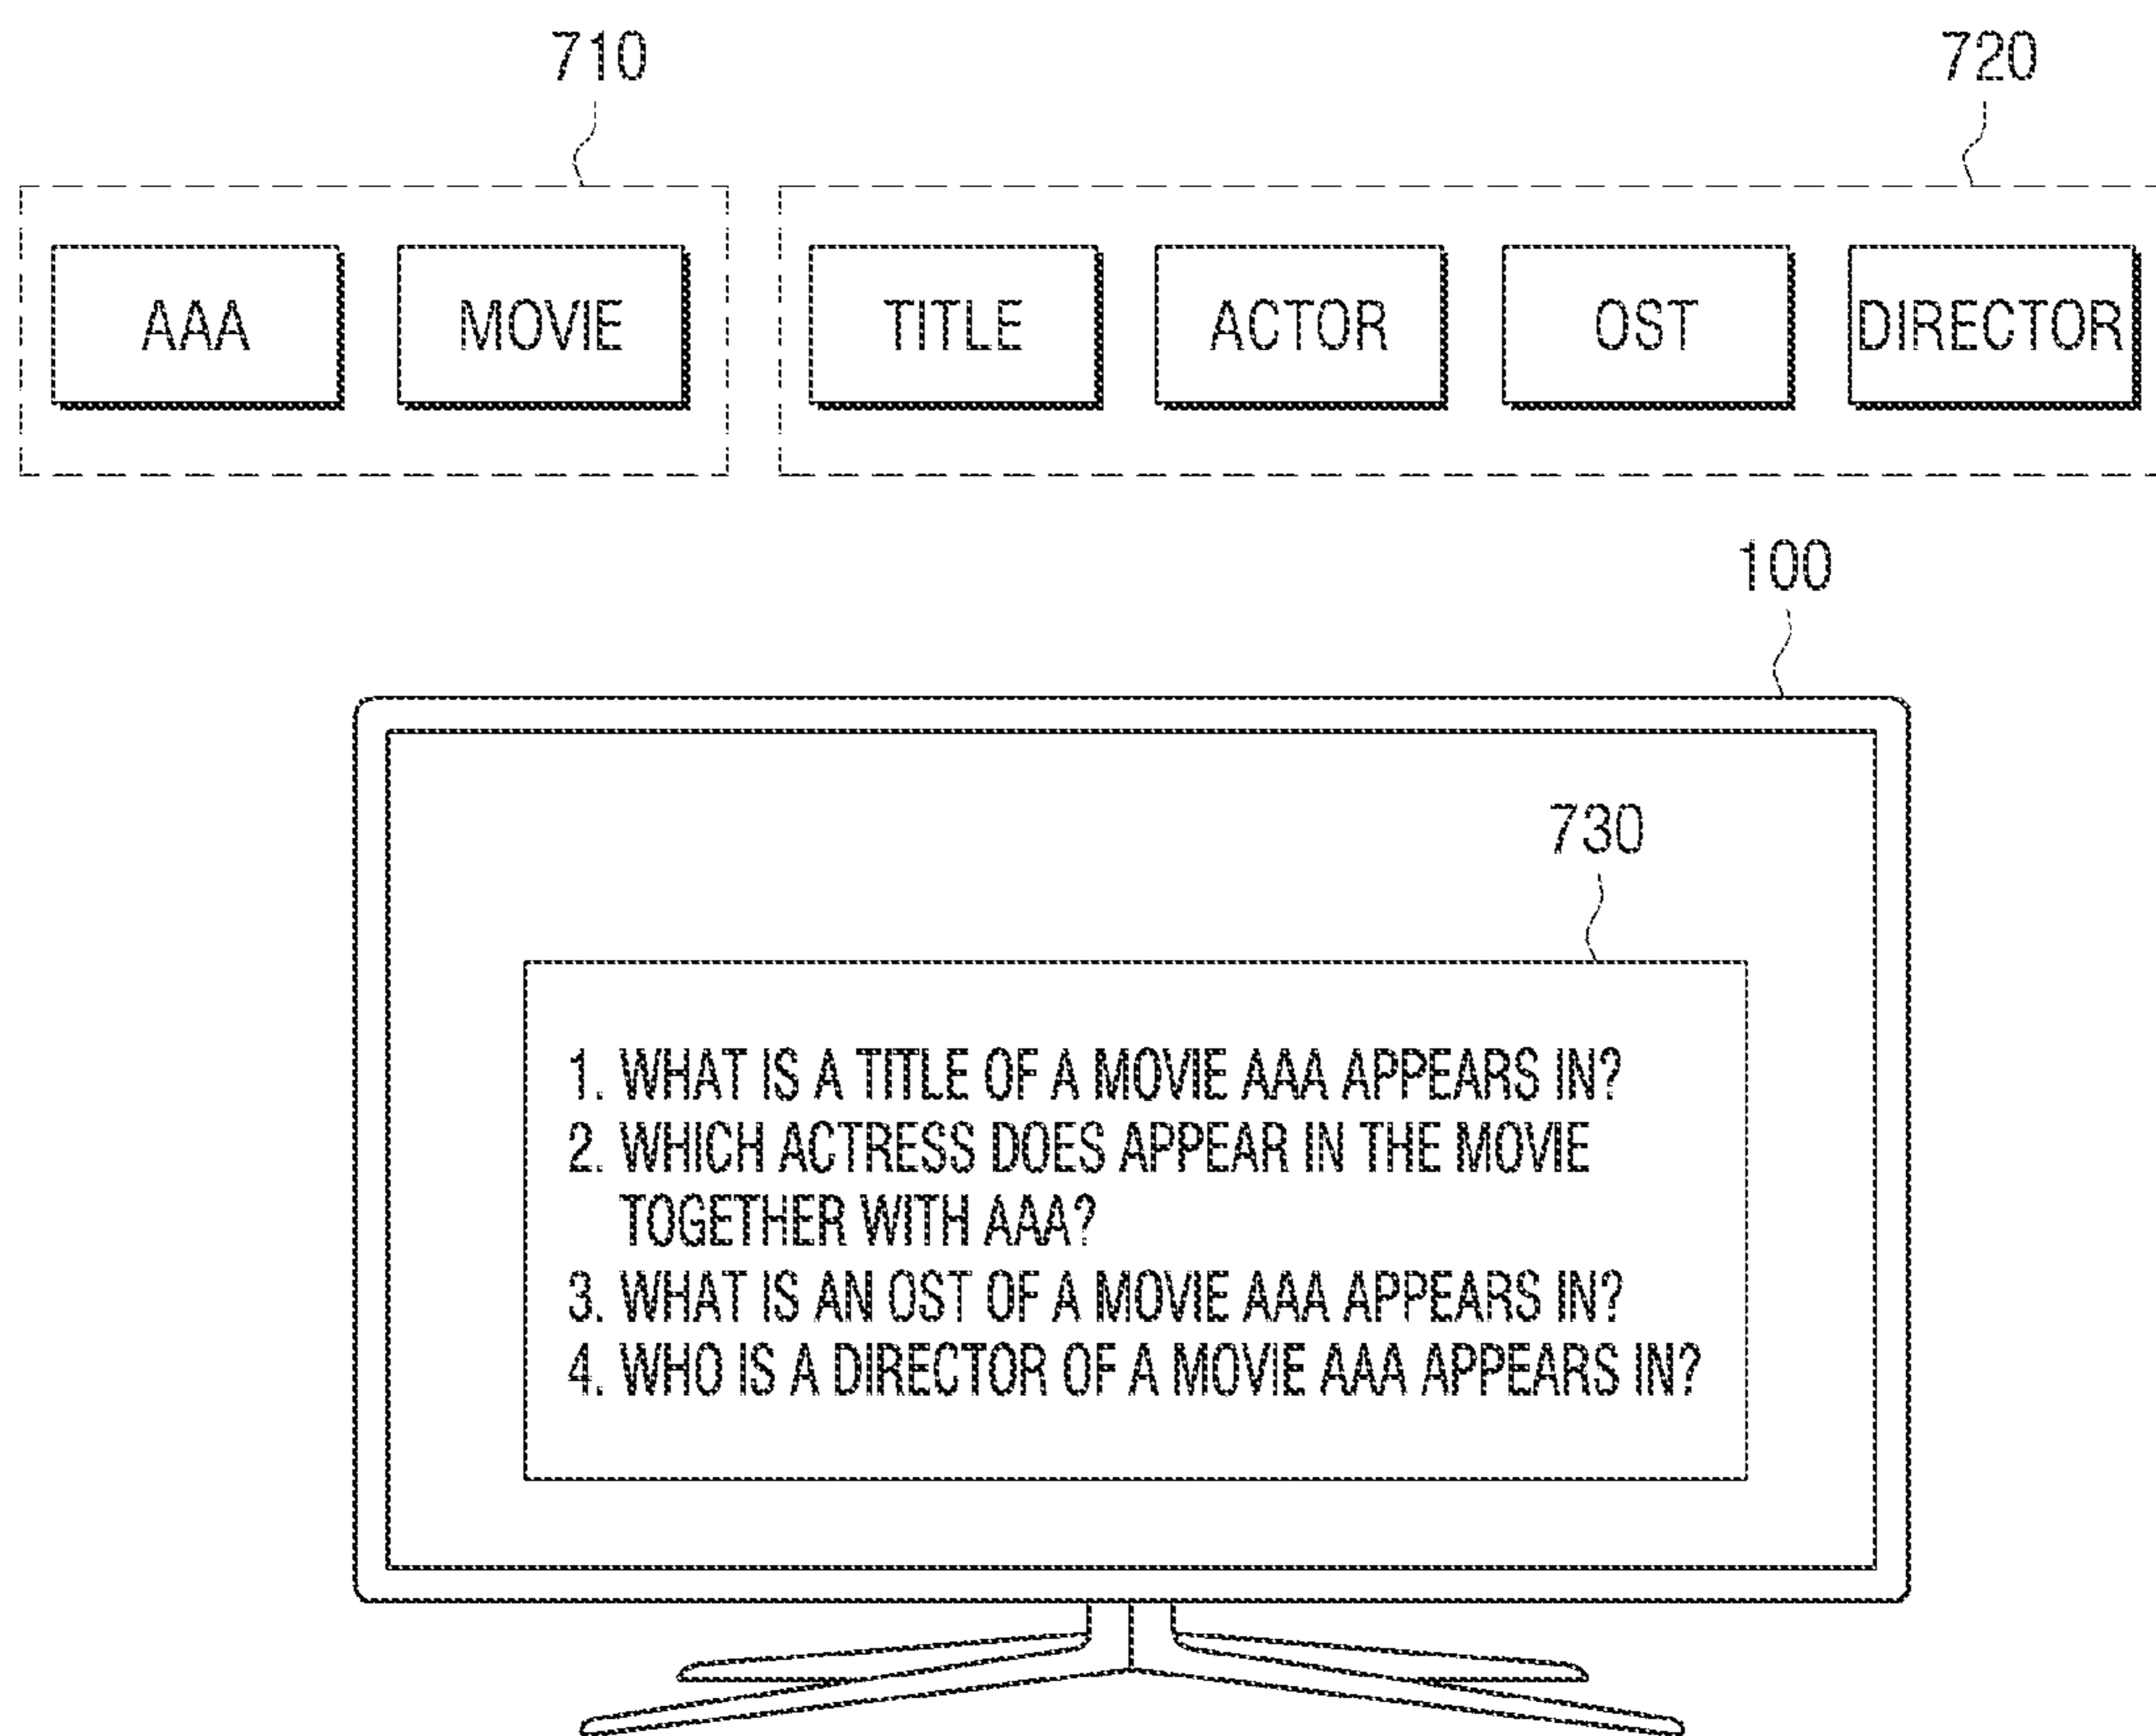 710
720
AAA
MOVIE
TITLE
ACTOR
OST
DIRECTOR
100
730
1. WHAT IS A TITLE OF A MOVIE AAA APPEARS IN?
2. WHICH ACTRESS DOES APPEAR IN THE MOVIE
TOGETHER WITH AAA?
3. WHAT IS AN OST OF A MOVIE AAA APPEARS IN?
4. WHO IS A DIRECTOR OF A MOVIE AAA APPEARS IN?